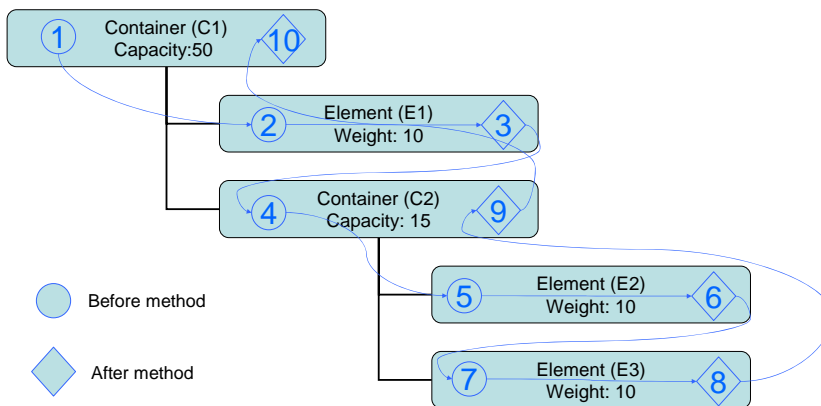 1
Container (C1)
Capacity:50
10
2
Element (E1)
Weight: 10
3
4
Container (C2)
Capacity: 15
9
5
Element (E2)
Weight: 10
6
Before method
7
Element (E3)
Weight: 10
8
After method